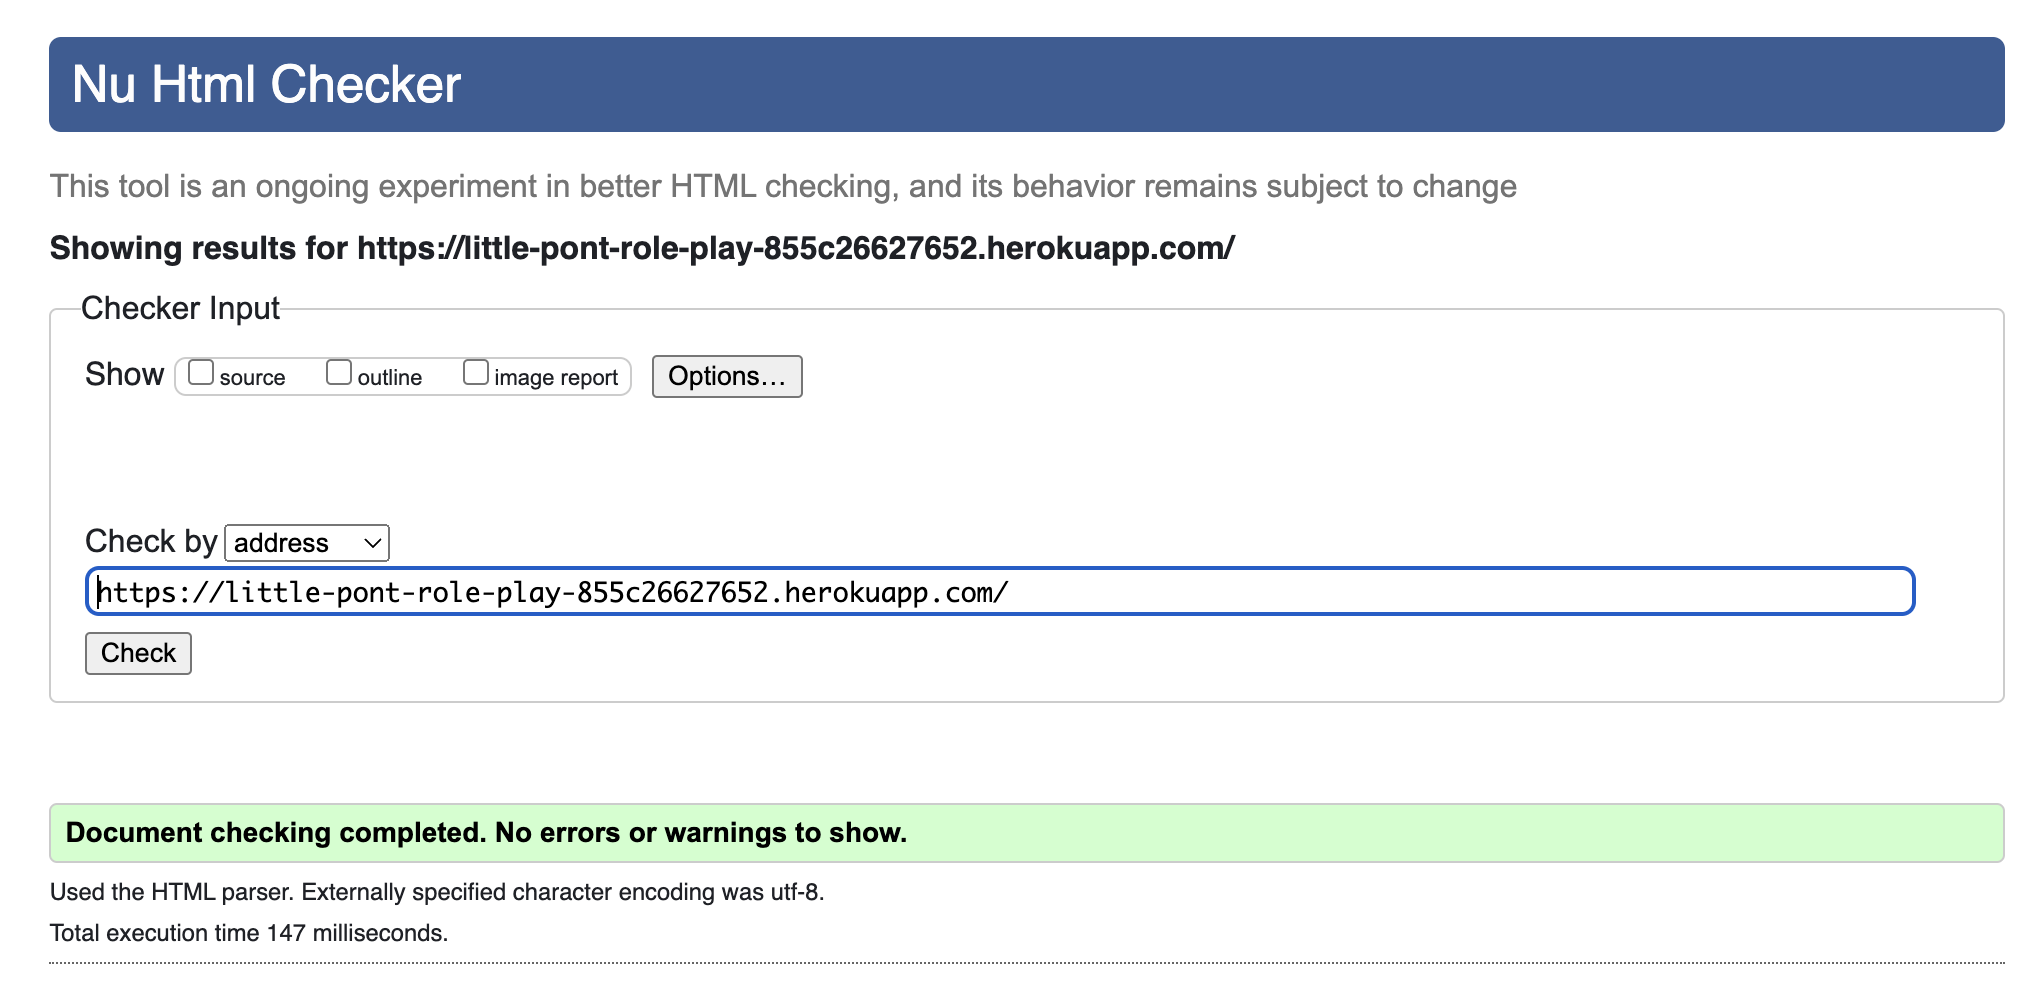 Nu Html Checker
This tool is an ongoing experiment in better HTML checking, and its behavior remains subject to change
Showing results for https://little-pont-role-play-855c26627652.herokuapp.com/
Checker Input
Show source outline image report Options…
Check by address
https://little-pont-role-play-855c26627652.herokuapp.com/
Check
Document checking completed. No errors or warnings to show.
Used the HTML parser. Externally specified character encoding was utf-8.
Total execution time 147 milliseconds.